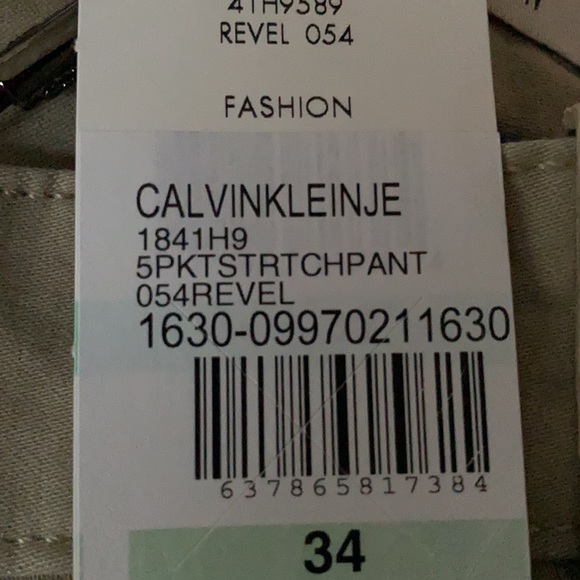 41H9589
REVEL 054
FASHION
CALVINKLEINJE
1841H9
5PKTSTRTCHPANT
054REVEL
1630-09970211630
637865817384
34